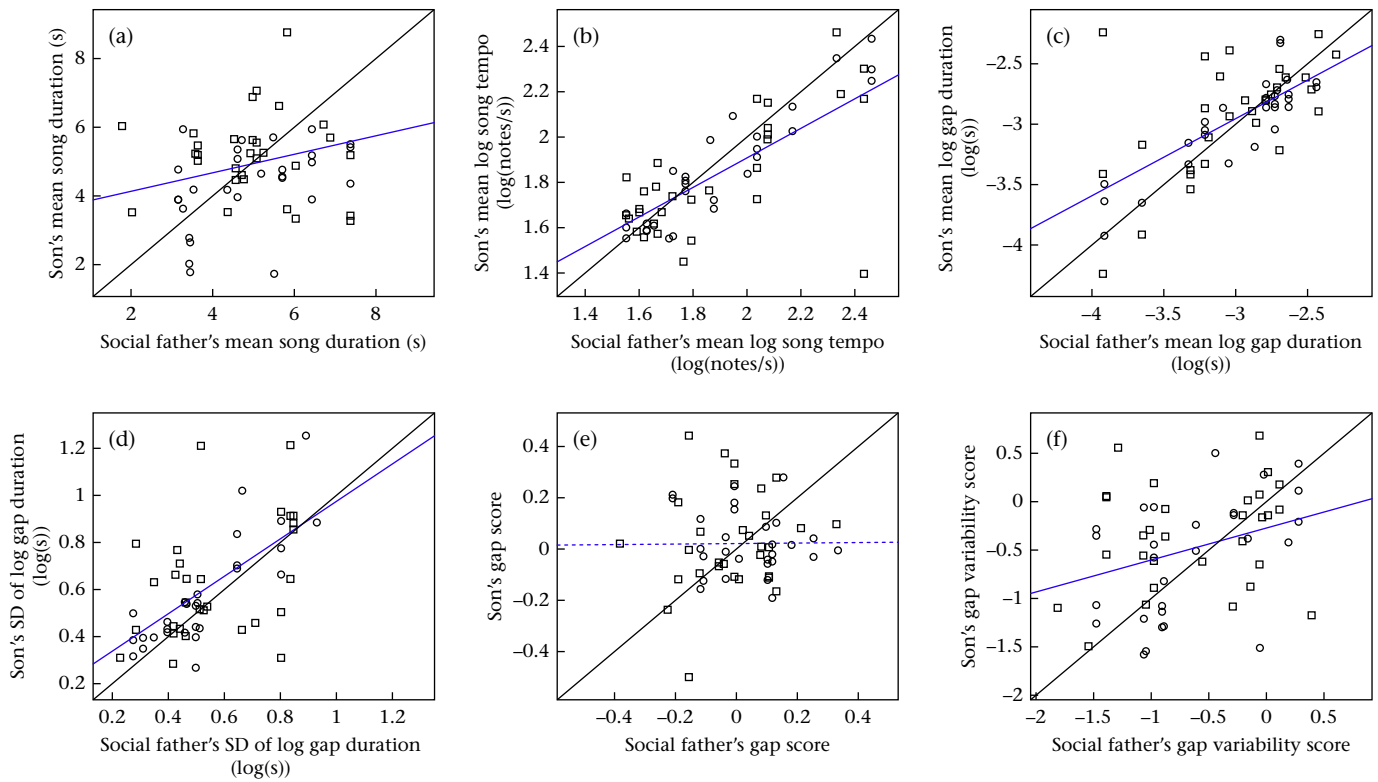 (a)
Son's mean song duration (s)
8
6
4
2
2 4 6 8
Social father's mean song duration (s)
(b)
Son's mean log song tempo
(log(notes/s))
2.4
2.2
2
1.8
1.6
1.4
1.4 1.6 1.8 2 2.2 2.4
Social father's mean log song tempo
(log(notes/s))
(c)
Son's mean log gap duration
(log(s))
−2.5
−3
−3.5
−4
−4 −3.5 −3 −2.5
Social father's mean log gap duration
(log(s))
(d)
Son's SD of log gap duration
(log(s))
1.2
1
0.8
0.6
0.4
0.2
0.2 0.4 0.6 0.8 1 1.2
Social father's SD of log gap duration
(log(s))
(e)
Son's gap score
0.4
0.2
0
−0.2
−0.4
−0.4 −0.2 0 0.2 0.4
Social father's gap score
(f)
Son's gap variability score
0.5
0
−0.5
−1
−1.5
−2
−2 −1.5 −1 −0.5 0 0.5
Social father's gap variability score